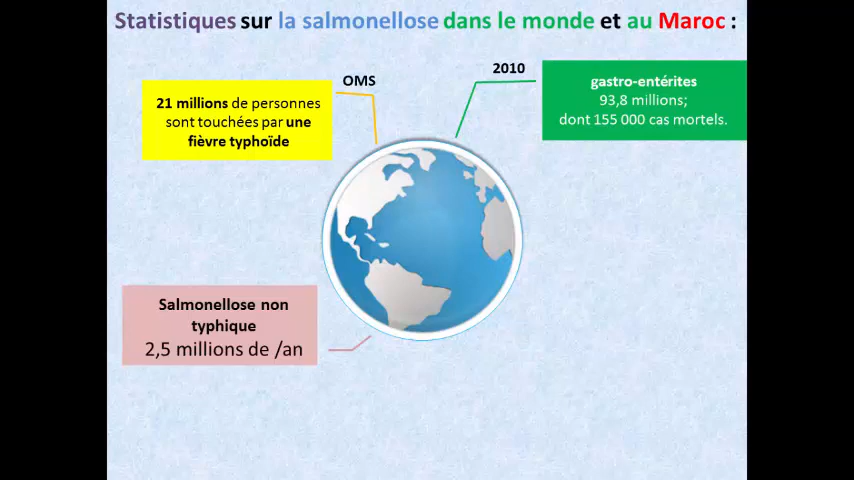 Statistiques sur la salmonellose dans le monde et au Maroc :
OMS
21 millions de personnes
sont touchées par une
fièvre typhoïde
2010
gastro-entérites
93,8 millions;
dont 155 000 cas mortels.
Salmonellose non
typhique
2,5 millions de /an